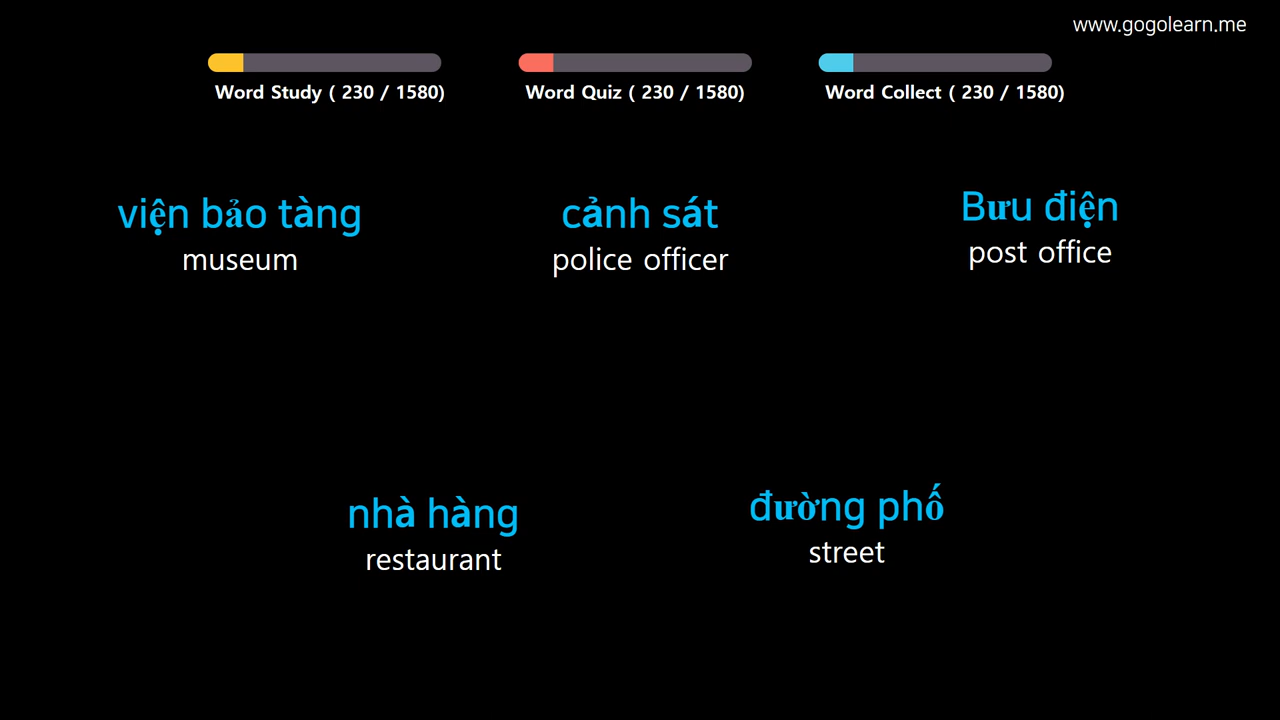 www.gogolearn.me
Word Study ( 230 / 1580)
Word Quiz ( 230 / 1580)
Word Collect ( 230 / 1580)
viện bảo tàng
museum
cảnh sát
police officer
Bưu điện
post office
nhà hàng
restaurant
đường phố
street